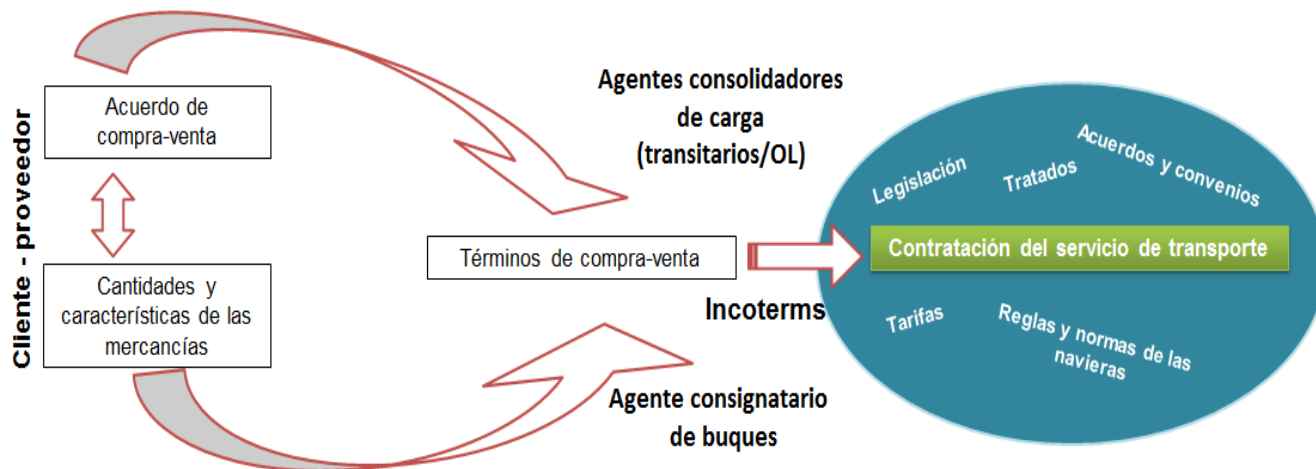 Cliente - proveedor
Acuerdo de
compra-venta
Cantidades y
características de las
mercancías
Términos de compra-venta
Agentes consolidadores
de carga
(transitarios/OL)
Incoterms
Agente consignatario
de buques
Legislación
Tratados
Acuerdos y convenios
Contratación del servicio de transporte
Tarifas
Reglas y normas de las
navieras